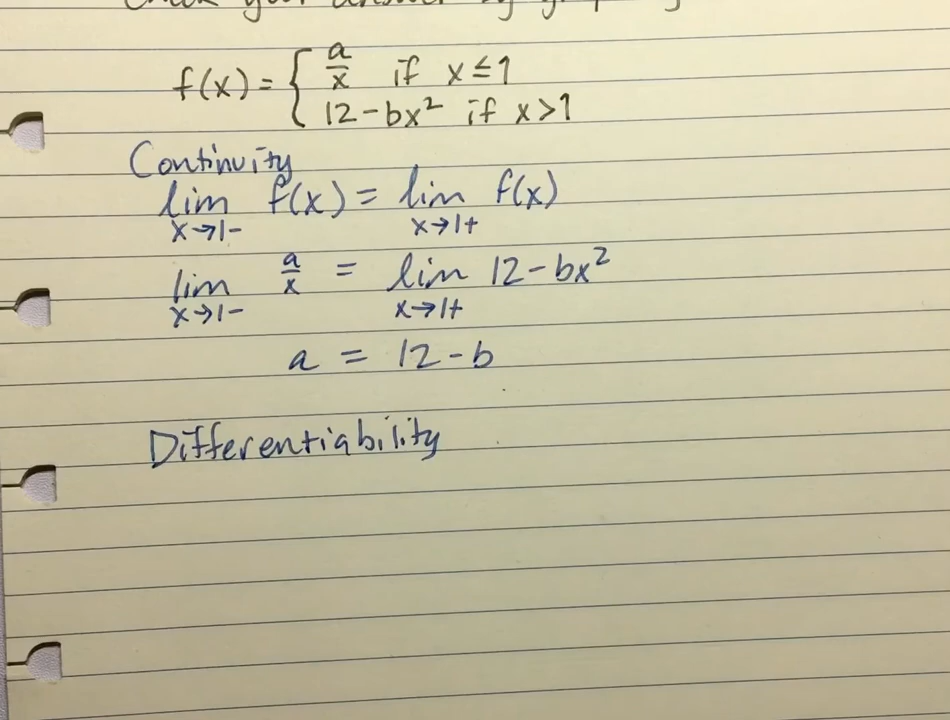 f(x) = { a/x if x ≤ 1
12 - bx² if x > 1
Continuity
lim x→1- f(x) = lim x→1+ f(x)
lim x→1- a/x = lim x→1+ 12 - bx²
a = 12 - b
Differentiability